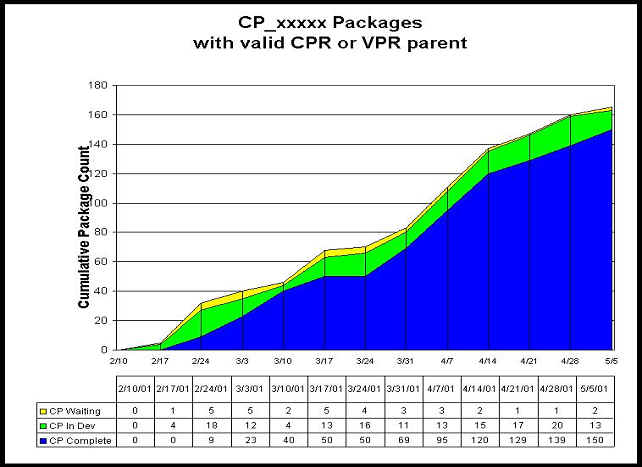 CP_xxxxx Packages
with valid CPR or VPR parent
Cumulative Package Count
180
160
140
120
100
80
60
40
20
0
2/10 2/17 2/24 3/3 3/10 3/17 3/24 3/31 4/7 4/14 4/21 4/28 5/5
2/10/01 2/17/01 2/24/01 3/3/01 3/10/01 3/17/01 3/24/01 3/31/01 4/7/01 4/14/01 4/21/01 4/28/01 5/5/01
CP Waiting 0 1 5 5 2 5 4 3 3 2 1 1 2
CP In Dev 0 4 18 12 4 13 16 11 13 15 17 20 13
CP Complete 0 0 9 23 40 50 50 69 95 120 129 139 150